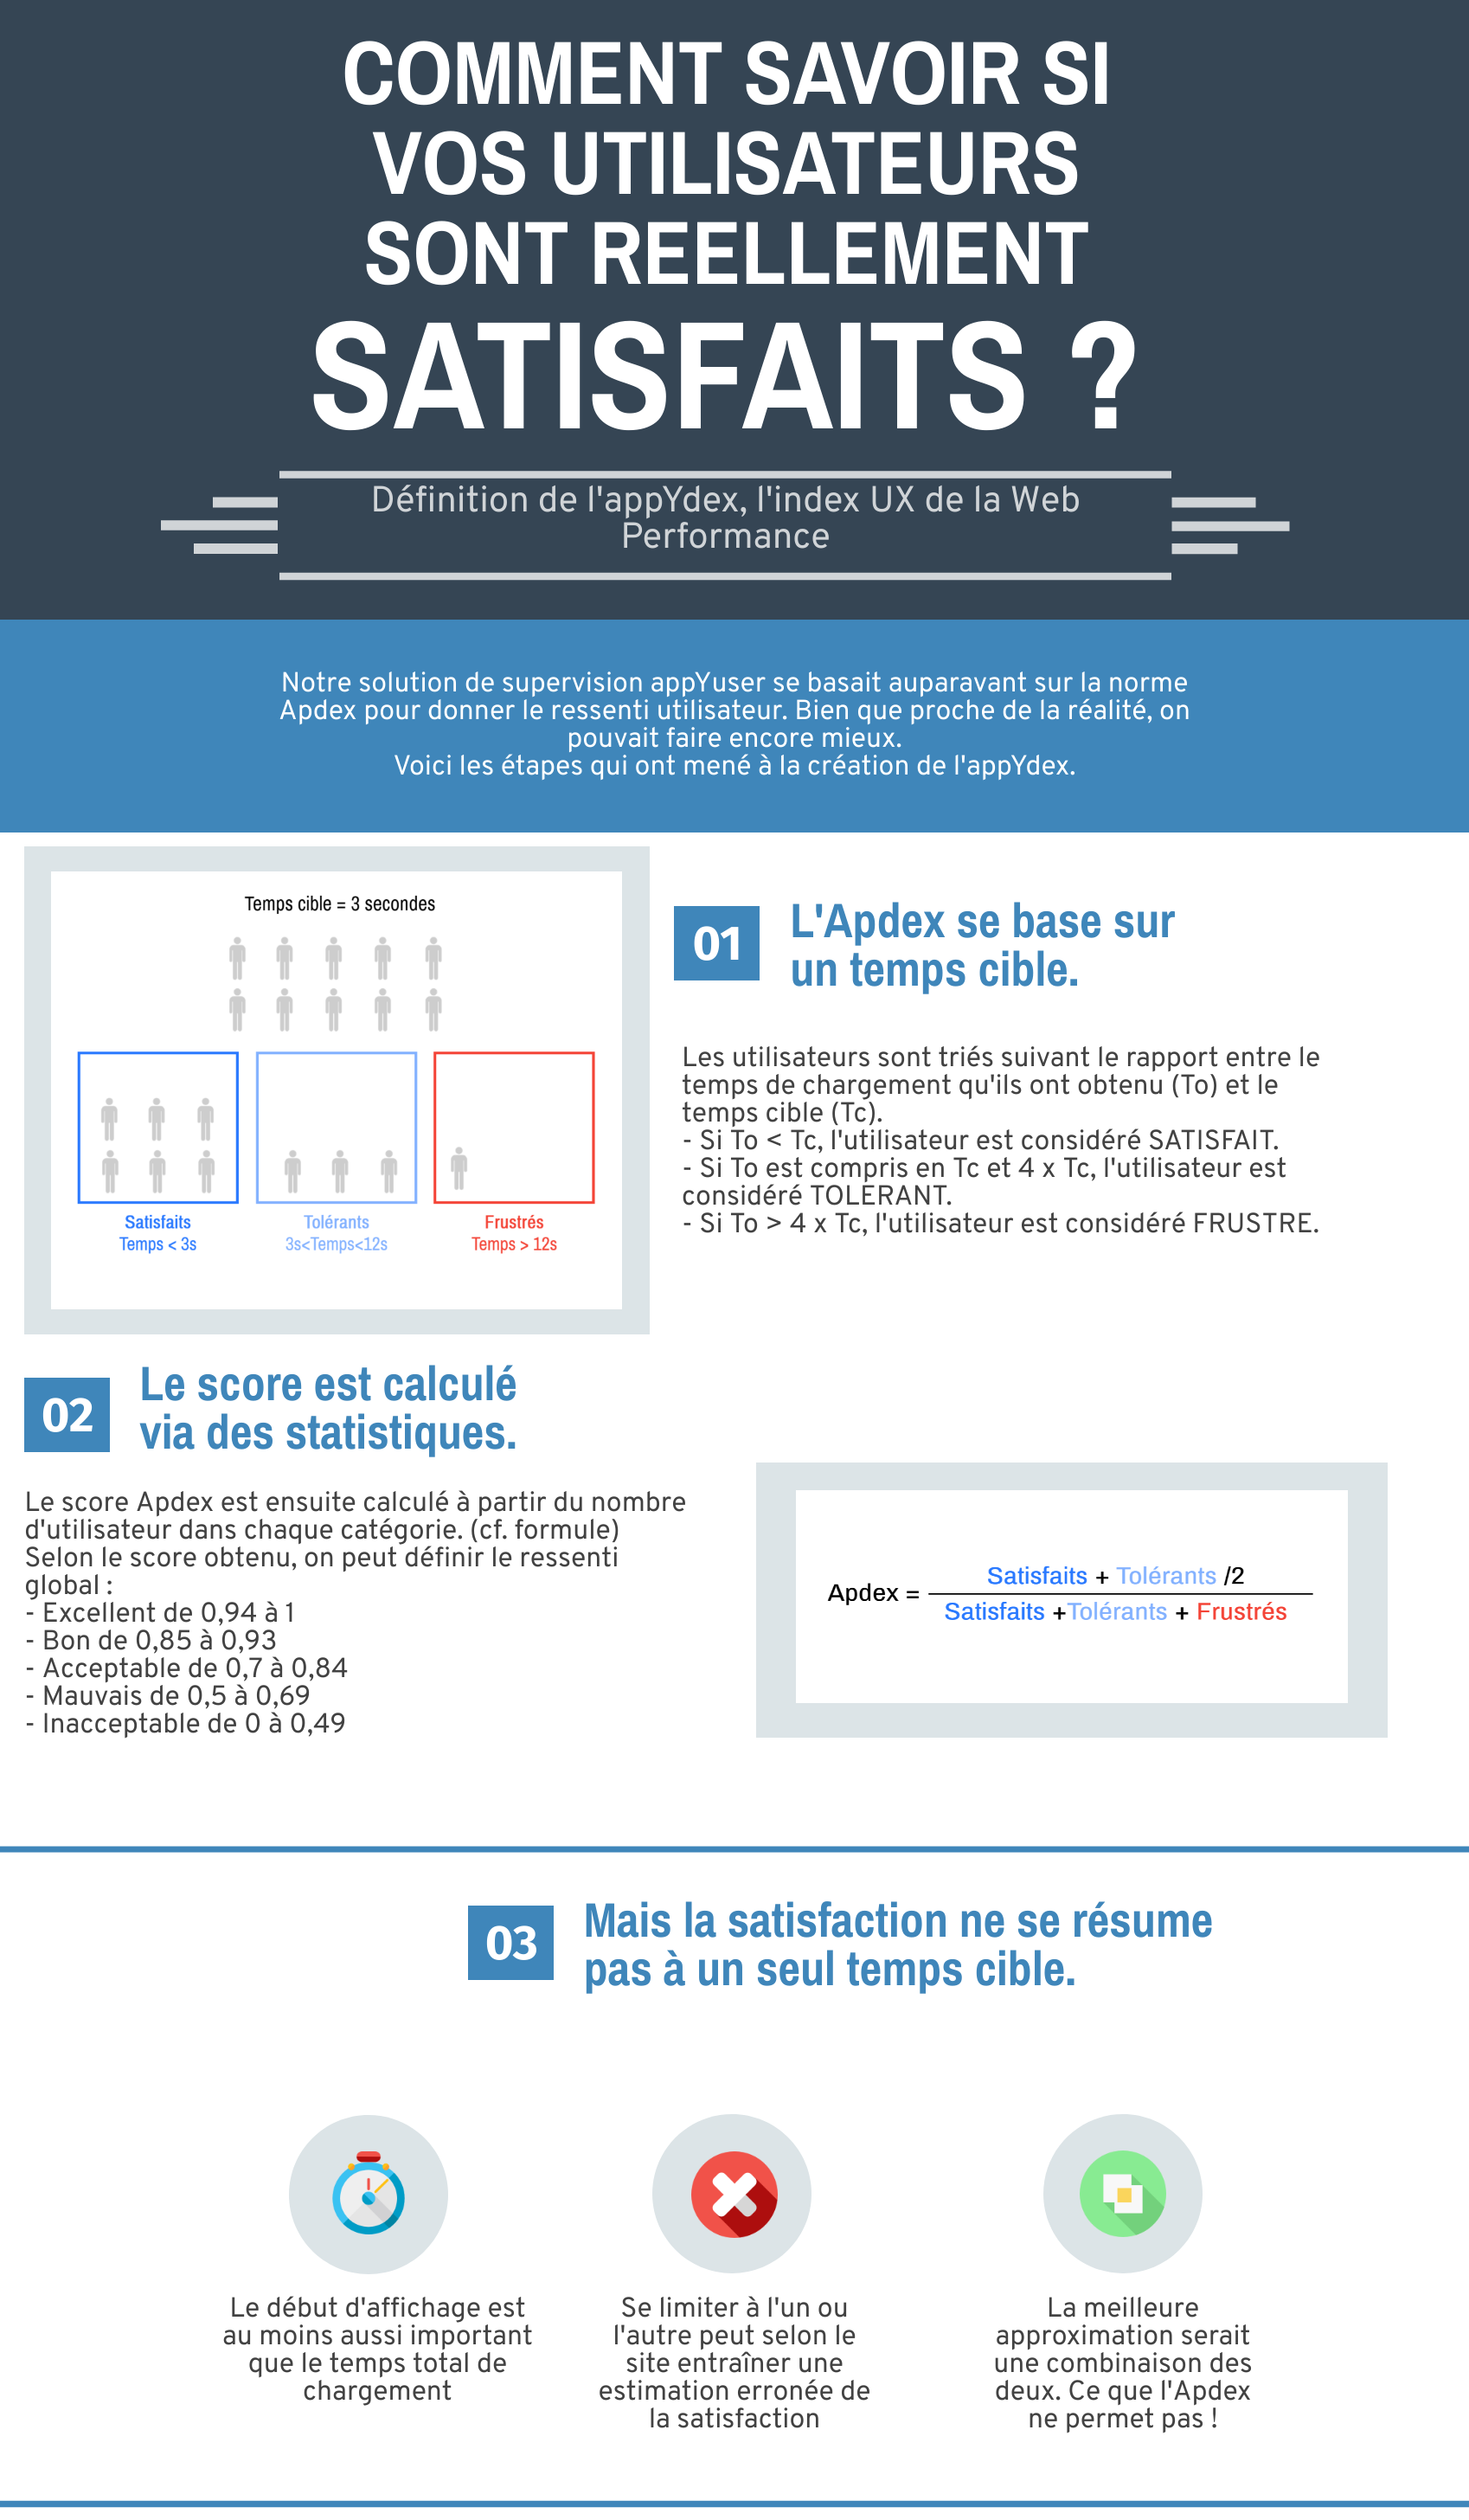 COMMENT SAVOIR SI
VOS UTILISATEURS
SONT REELLEMENT
SATISFAITS ?
Définition de l'appYdex, l'index UX de la Web
Performance
Notre solution de supervision appYuser se basait auparavant sur la norme
Apdex pour donner le ressenti utilisateur. Bien que proche de la réalité, on
pouvait faire encore mieux.
Voici les étapes qui ont mené à la création de l'appYdex.
Temps cible = 3 secondes
Satisfaits
Temps < 3s
Tolérants
3s<Temps<12s
Frustrés
Temps > 12s
01
L'Apdex se base sur
un temps cible.
Les utilisateurs sont triés suivant le rapport entre le
temps de chargement qu'ils ont obtenu (To) et le
temps cible (Tc).
- Si To < Tc, l'utilisateur est considéré SATISFAIT.
- Si To est compris en Tc et 4 x Tc, l'utilisateur est
considéré TOLERANT.
- Si To > 4 x Tc, l'utilisateur est considéré FRUSTRE.
02
Le score est calculé
via des statistiques.
Le score Apdex est ensuite calculé à partir du nombre
d'utilisateur dans chaque catégorie. (cf. formule)
Selon le score obtenu, on peut définir le ressenti
global :
- Excellent de 0,94 à 1
- Bon de 0,85 à 0,93
- Acceptable de 0,7 à 0,84
- Mauvais de 0,5 à 0,69
- Inacceptable de 0 à 0,49
Satisfaits + Tolérants /2
Apdex =
Satisfaits +Tolérants + Frustrés
03
Mais la satisfaction ne se résume
pas à un seul temps cible.
Le début d'affichage est
au moins aussi important
que le temps total de
chargement
Se limiter à l'un ou
l'autre peut selon le
site entraîner une
estimation erronée de
la satisfaction
La meilleure
approximation serait
une combinaison des
deux. Ce que l'Apdex
ne permet pas !